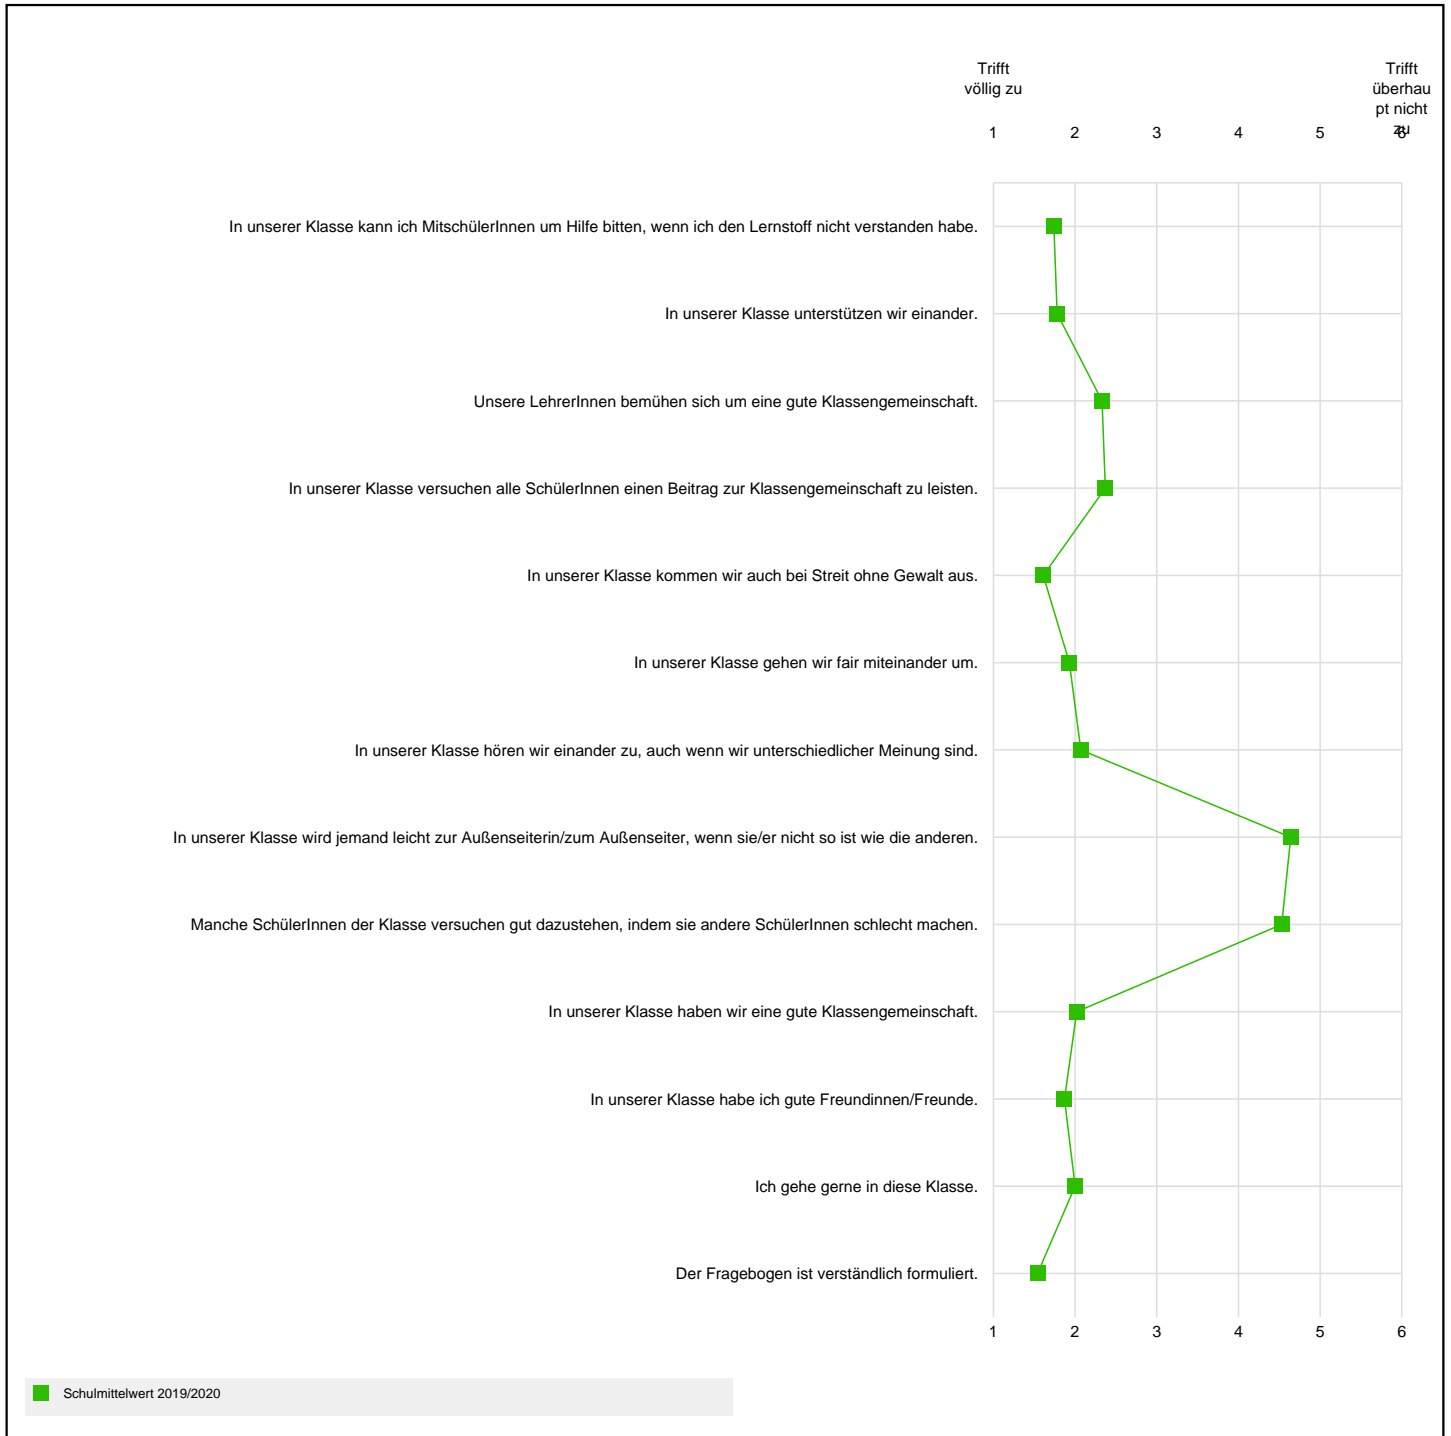 Trifft
völlig zu
Trifft
überhau
pt nicht
zu
1 2 3 4 5 6
In unserer Klasse kann ich MitschülerInnen um Hilfe bitten, wenn ich den Lernstoff nicht verstanden habe.
In unserer Klasse unterstützen wir einander.
Unsere LehrerInnen bemühen sich um eine gute Klassengemeinschaft.
In unserer Klasse versuchen alle SchülerInnen einen Beitrag zur Klassengemeinschaft zu leisten.
In unserer Klasse kommen wir auch bei Streit ohne Gewalt aus.
In unserer Klasse gehen wir fair miteinander um.
In unserer Klasse hören wir einander zu, auch wenn wir unterschiedlicher Meinung sind.
In unserer Klasse wird jemand leicht zur Außenseiterin/zum Außenseiter, wenn sie/er nicht so ist wie die anderen.
Manche SchülerInnen der Klasse versuchen gut dazustehen, indem sie andere SchülerInnen schlecht machen.
In unserer Klasse haben wir eine gute Klassengemeinschaft.
In unserer Klasse habe ich gute Freundinnen/Freunde.
Ich gehe gerne in diese Klasse.
Der Fragebogen ist verständlich formuliert.
1 2 3 4 5 6
Schulmittelwert 2019/2020